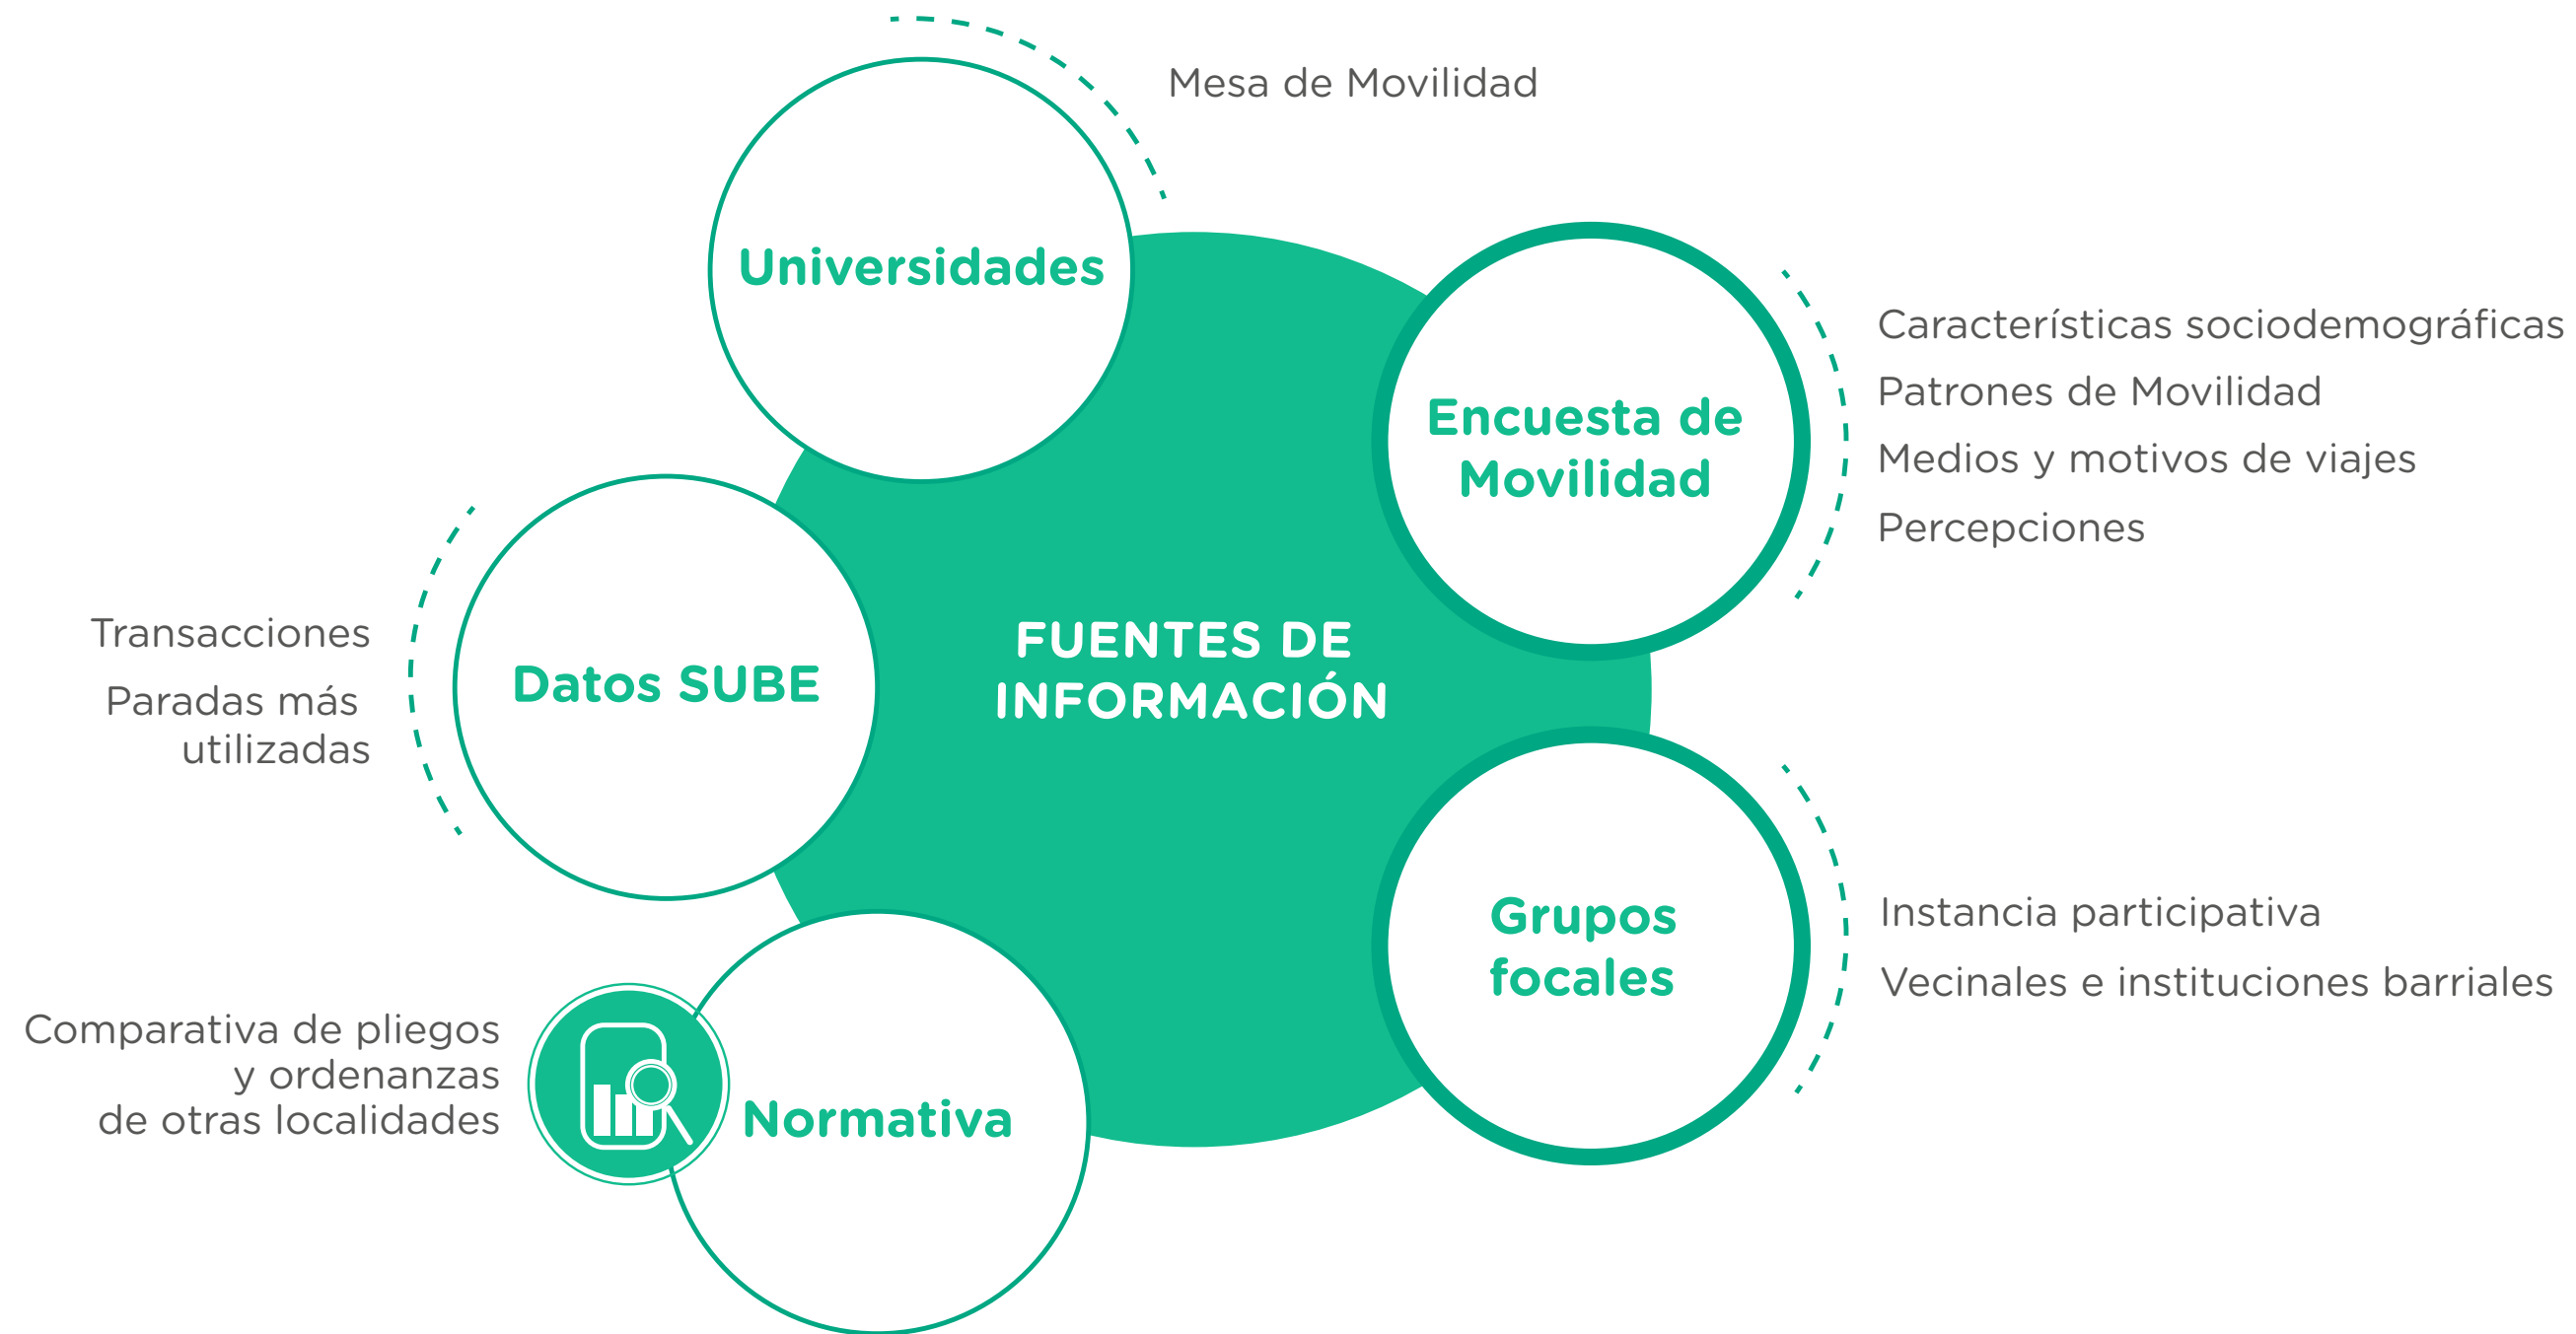 Mesa de Movilidad
Universidades
Encuesta de
Movilidad
Características sociodemográficas
Patrones de Movilidad
Medios y motivos de viajes
Percepciones
FUENTES DE
INFORMACIÓN
Datos SUBE
Transacciones
Paradas más
utilizadas
Grupos
focales
Instancia participativa
Vecinales e instituciones barriales
Normativa
Comparativa de pliegos
y ordenanzas
de otras localidades